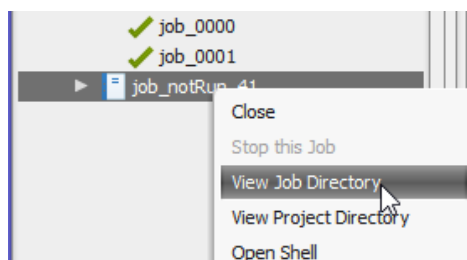 job_0000
job_0001
job_notRun_41
Close
Stop this Job
View Job Directory
View Project Directory
Open Shell